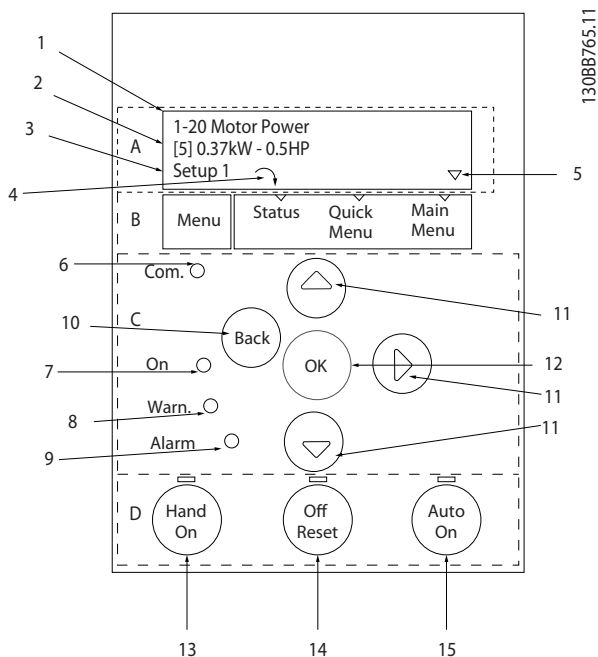 130BB765.11
1
2
3
4
5
A
1-20 Motor Power
[5] 0.37kW - 0.5HP
Setup 1
B
Menu
Status
Quick
Menu
Main
Menu
6
Com.
10
C
Back
OK
11
12
11
11
7
On
8
Warn.
9
Alarm
D
Hand
On
Off
Reset
Auto
On
13
14
15